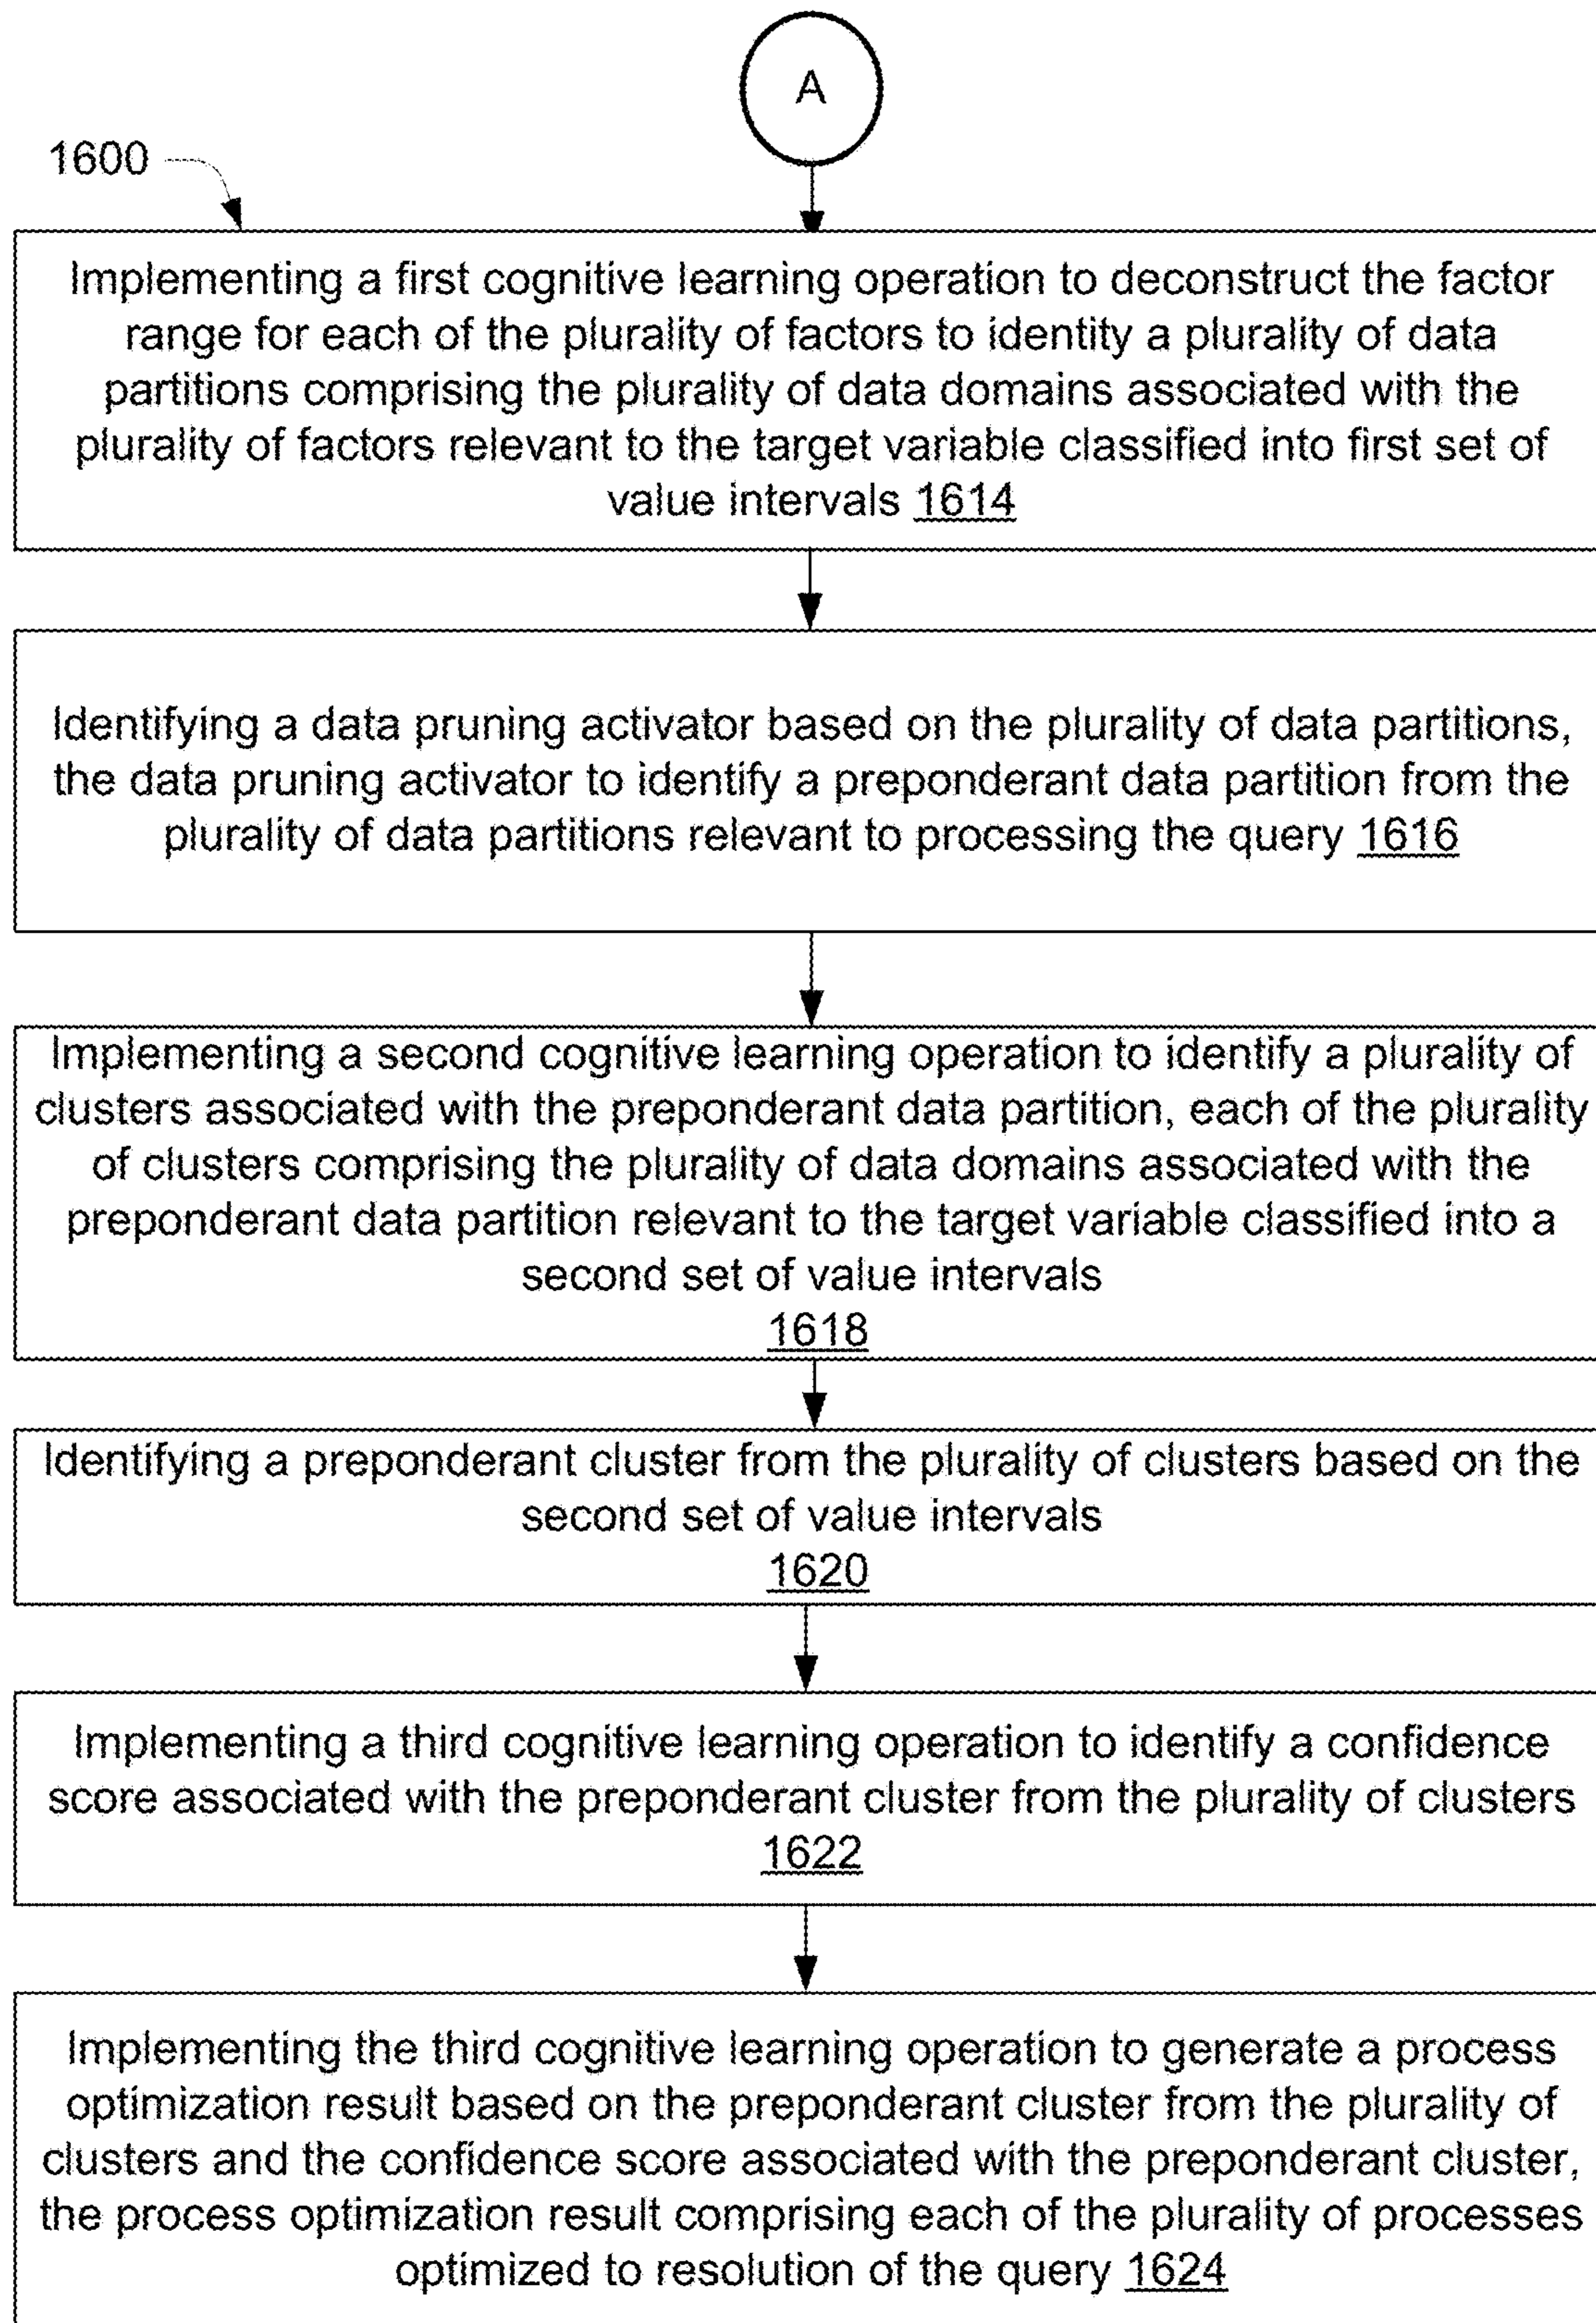 A
1600
Implementing a first cognitive learning operation to deconstruct the factor
range for each of the plurality of factors to identity a plurality of data
partitions comprising the plurality of data domains associated with the
plurality of factors relevant to the target variable classified into first set of
value intervals 1614
Identifying a data pruning activator based on the plurality of data partitions,
the data pruning activator to identify a preponderant data partition from the
plurality of data partitions relevant to processing the query 1616
Implementing a second cognitive learning operation to identify a plurality of
clusters associated with the preponderant data partition, each of the plurality
of clusters comprising the plurality of data domains associated with the
preponderant data partition relevant to the target variable classified into a
second set of value intervals
1618
Identifying a preponderant cluster from the plurality of clusters based on the
second set of value intervals
1620
Implementing a third cognitive learning operation to identify a confidence
score associated with the preponderant cluster from the plurality of clusters
1622
Implementing the third cognitive learning operation to generate a process
optimization result based on the preponderant cluster from the plurality of
clusters and the confidence score associated with the preponderant cluster,
the process optimization result comprising each of the plurality of processes
optimized to resolution of the query 1624